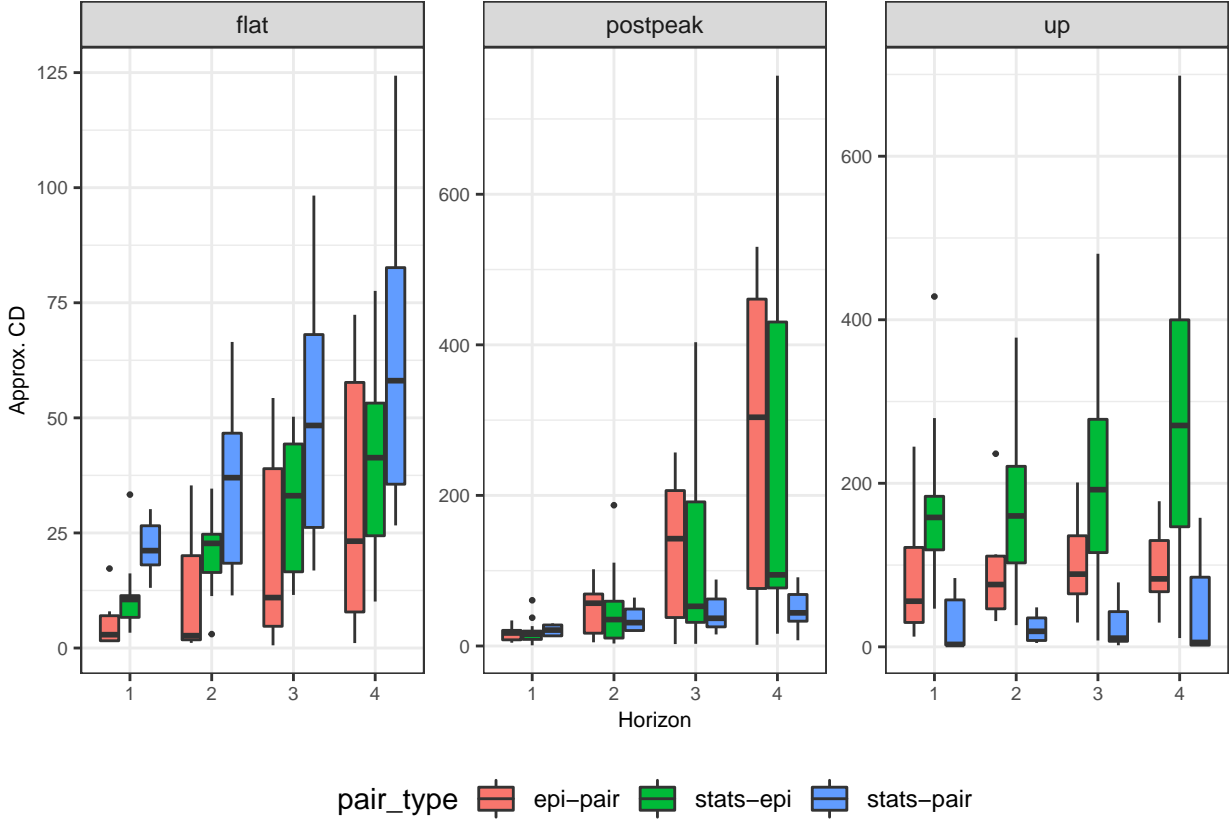 flat
postpeak
up
Approx. CD
125
100
75
50
25
0
600
400
200
0
600
400
200
0
1 2 3 4
1 2 3 4
1 2 3 4
Horizon
pair_type epi−pair stats−epi stats−pair